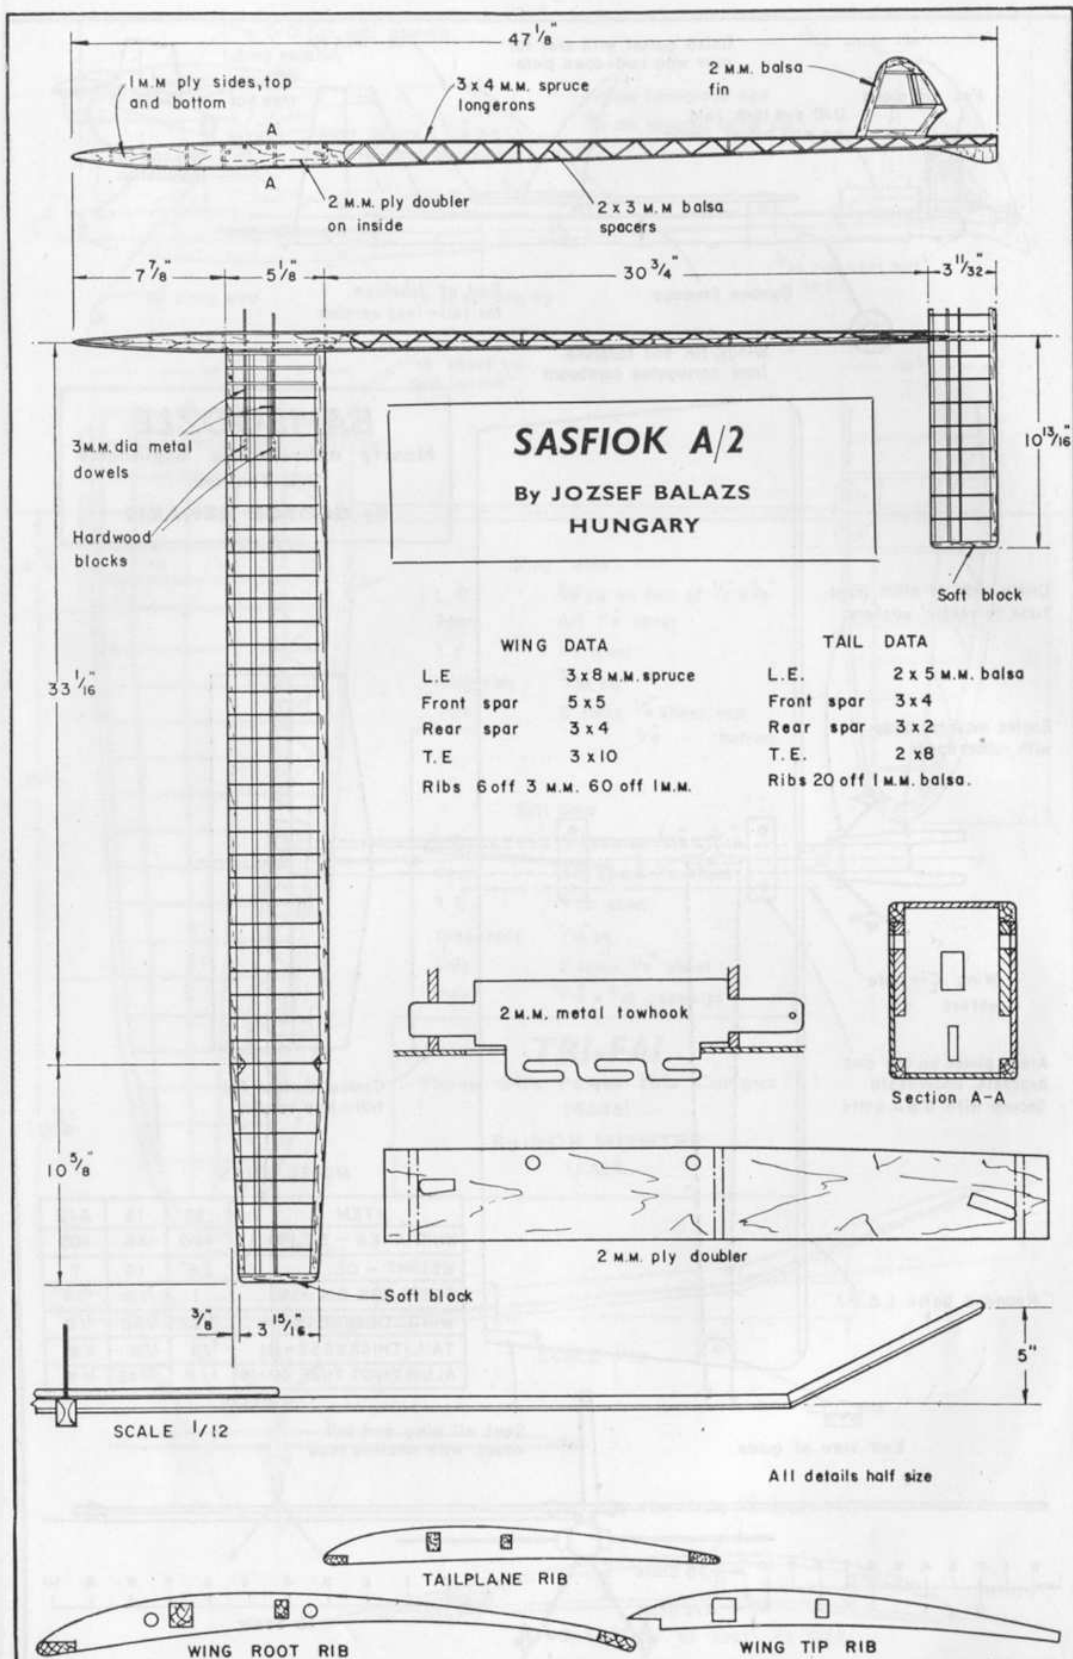 47 1/8"
1 M.M ply sides, top
and bottom
3 x 4 M.M. spruce
longerons
2 M.M. balsa
fin
A
A
2 M.M. ply doubler
on inside
2 x 3 M.M balsa
spacers
7 7/8"
5 1/8"
30 3/4"
3 11/32"
3 M.M. dia metal
dowels
Hardwood
blocks
SASFIOK A/2
By JOZSEF BALAZS
HUNGARY
10 13/16"
Soft block
33 1/16"
WING DATA
L.E 3 x 8 M.M. spruce
Front spar 5 x 5
Rear spar 3 x 4
T.E 3 x 10
Ribs 6 off 3 M.M. 60 off 1 M.M.
TAIL DATA
L.E. 2 x 5 M.M. balsa
Front spar 3 x 4
Rear spar 3 x 2
T.E. 2 x 8
Ribs 20 off 1 M.M. balsa.
2 M.M. metal towhook
Section A-A
10 5/8"
2 M.M. ply doubler
Soft block
3/8"
3 15/16"
5"
SCALE 1/12
All details half size
TAILPLANE RIB
WING ROOT RIB
WING TIP RIB